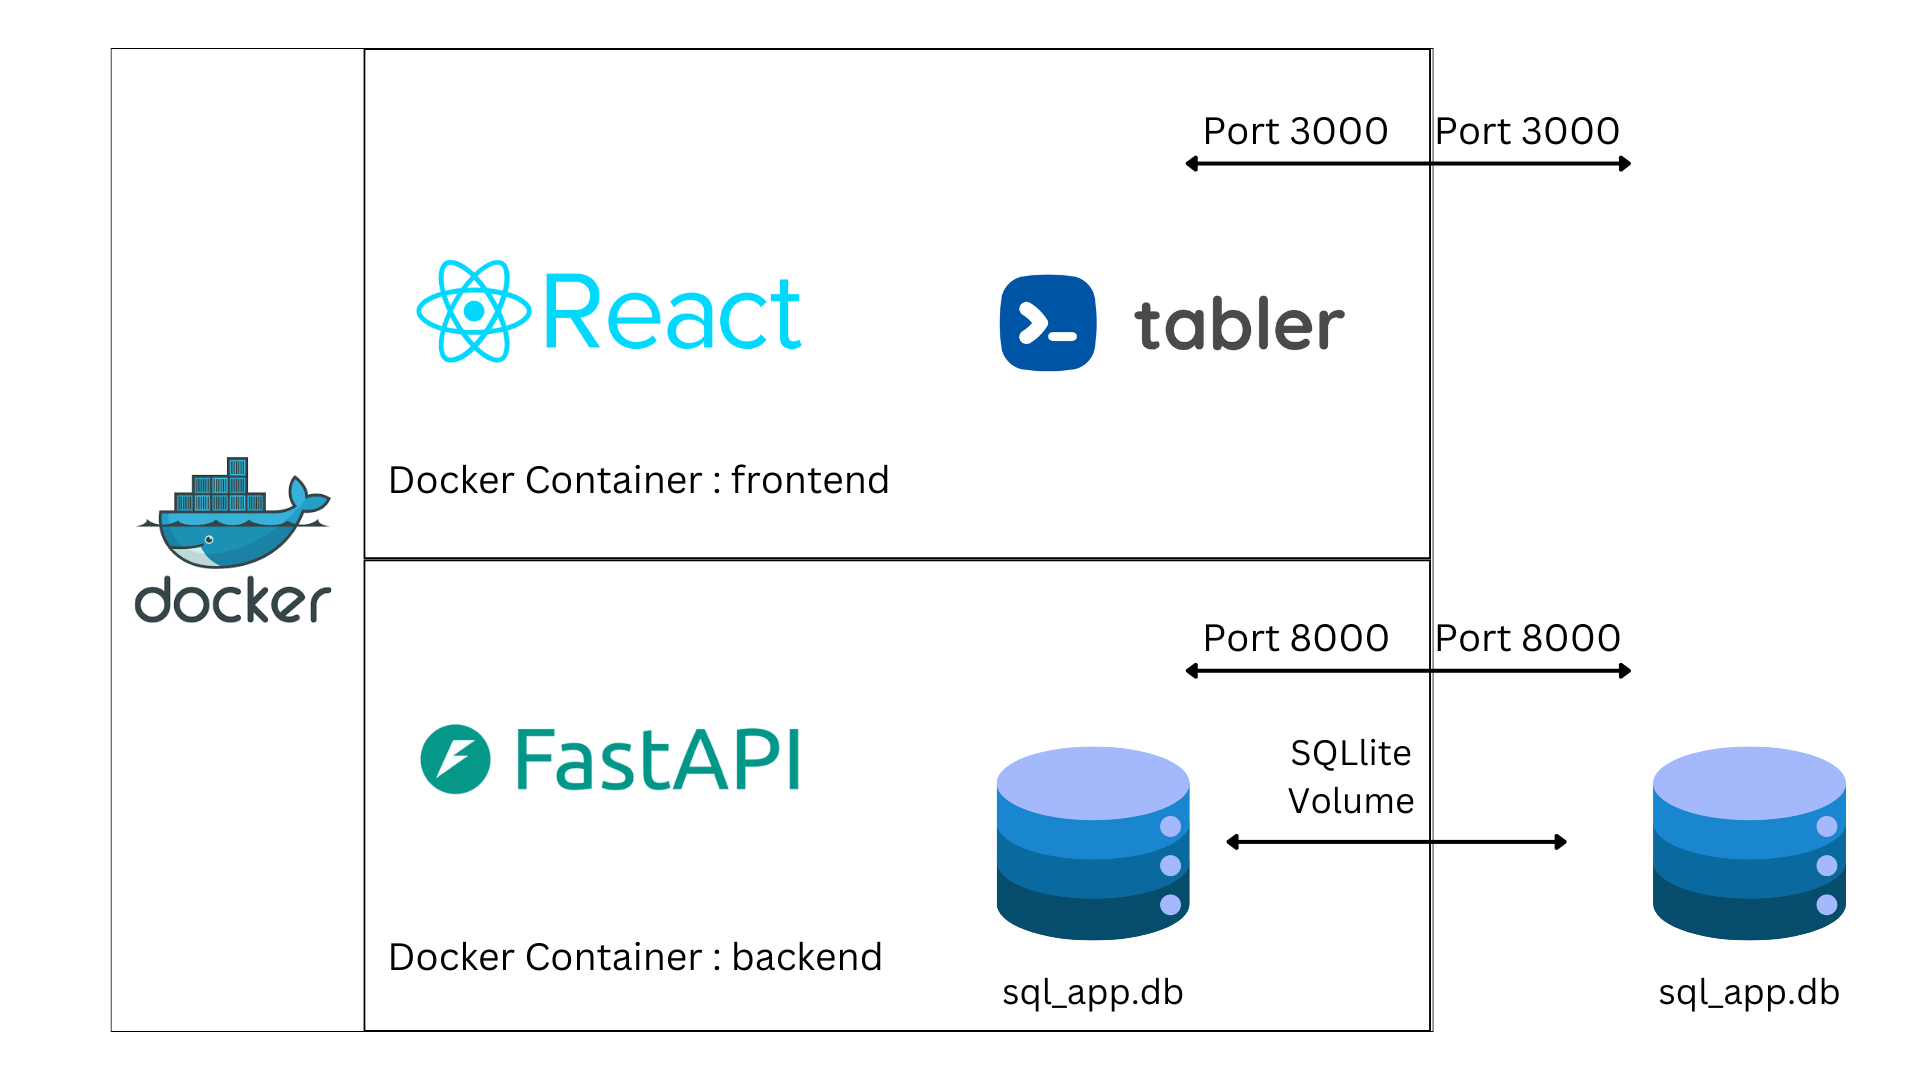 Port 3000 Port 3000
React
tabler
Docker Container : frontend
docker
Port 8000 Port 8000
FastAPI
SQLlite
Volume
Docker Container : backend
sql_app.db
sql_app.db